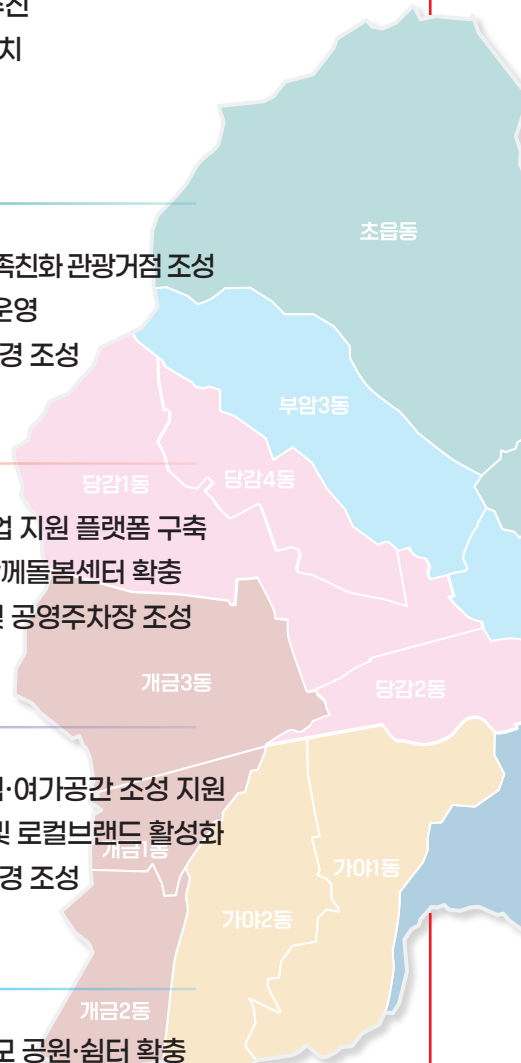 추진
치
초읍동
족친화 관광거점 조성
운영
경 조성
부암3동
당감1동
당감4동
업 지원 플랫폼 구축
함께돌봄센터 확충
및 공영주차장 조성
개금3동
당감2동
·여가공간 조성 지원
및 로컬브랜드 활성화
개금1동
경 조성
가야1동
가야2동
개금2동
모 공원·쉼터 확충